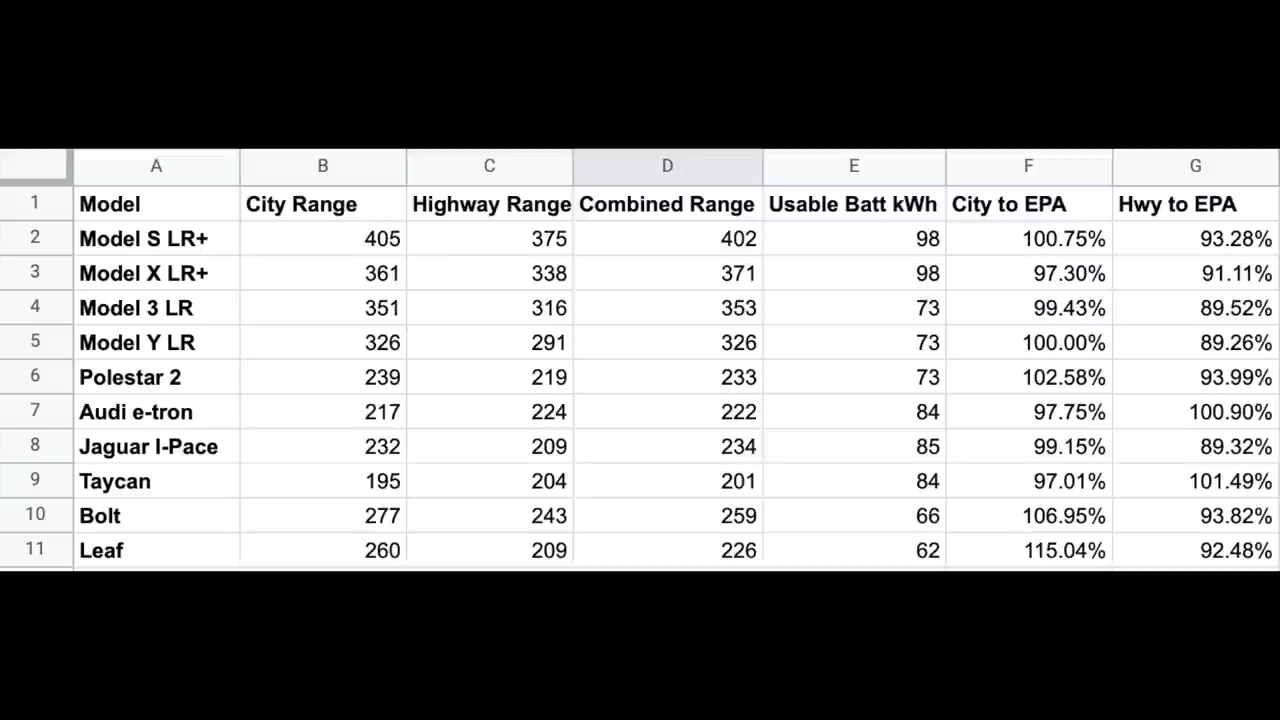 A B C D E F G
1 Model City Range Highway Range Combined Range Usable Batt kWh City to EPA Hwy to EPA
2 Model S LR+ 405 375 402 98 100.75% 93.28%
3 Model X LR+ 361 338 371 98 97.30% 91.11%
4 Model 3 LR 351 316 353 73 99.43% 89.52%
5 Model Y LR 326 291 326 73 100.00% 89.26%
6 Polestar 2 239 219 233 73 102.58% 93.99%
7 Audi e-tron 217 224 222 84 97.75% 100.90%
8 Jaguar I-Pace 232 209 234 85 99.15% 89.32%
9 Taycan 195 204 201 84 97.01% 101.49%
10 Bolt 277 243 259 66 106.95% 93.82%
11 Leaf 260 209 226 62 115.04% 92.48%